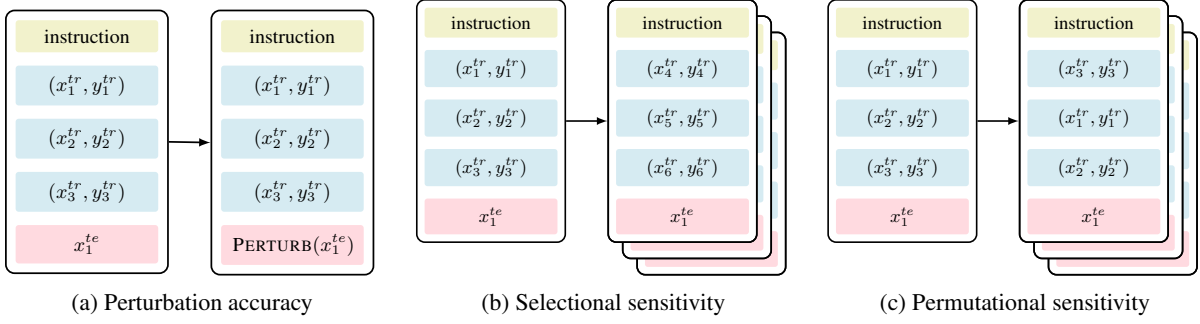 instruction
(x_1^{tr}, y_1^{tr})
(x_2^{tr}, y_2^{tr})
(x_3^{tr}, y_3^{tr})
x_1^{te}
instruction
(x_1^{tr}, y_1^{tr})
(x_2^{tr}, y_2^{tr})
(x_3^{tr}, y_3^{tr})
PERTURB(x_1^{te})
(a) Perturbation accuracy
instruction
(x_1^{tr}, y_1^{tr})
(x_2^{tr}, y_2^{tr})
(x_3^{tr}, y_3^{tr})
x_1^{te}
instruction
(x_4^{tr}, y_4^{tr})
(x_5^{tr}, y_5^{tr})
(x_6^{tr}, y_6^{tr})
x_1^{te}
(b) Selectional sensitivity
instruction
(x_1^{tr}, y_1^{tr})
(x_2^{tr}, y_2^{tr})
(x_3^{tr}, y_3^{tr})
x_1^{te}
instruction
(x_3^{tr}, y_3^{tr})
(x_1^{tr}, y_1^{tr})
(x_2^{tr}, y_2^{tr})
x_1^{te}
(c) Permutational sensitivity